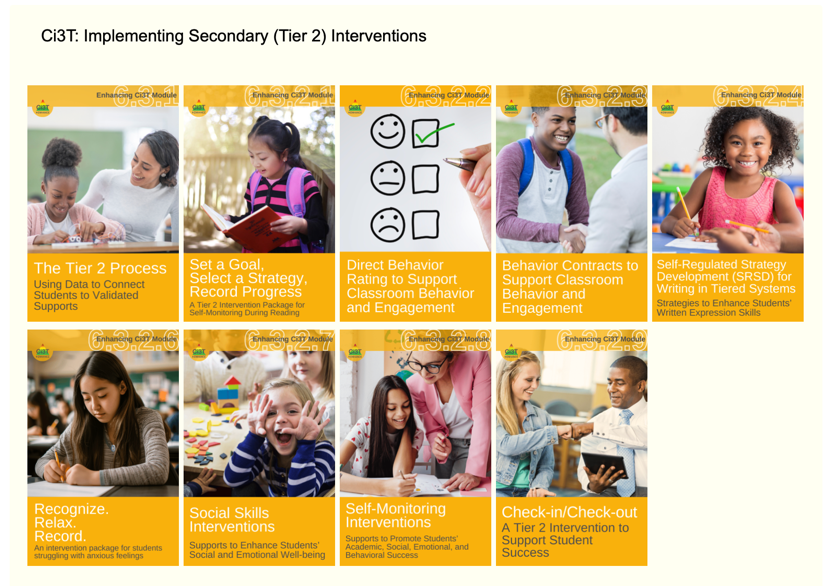 Ci3T: Implementing Secondary (Tier 2) Interventions
Enhancing CI3T Module
Ci3T
The Tier 2 Process
Using Data to Connect
Students to Validated
Supports
Enhancing CI3T Module
Ci3T
Set a Goal,
Select a Strategy,
Record Progress
A Tier 2 Intervention Package for
Self-Monitoring During Reading
Enhancing CI3T Module
Ci3T
Direct Behavior
Rating to Support
Classroom Behavior
and Engagement
Enhancing CI3T Module
Ci3T
Behavior Contracts to
Support Classroom
Behavior and
Engagement
Enhancing CI3T Module
Ci3T
Self-Regulated Strategy
Development (SRSD) for
Writing in Tiered Systems
Strategies to Enhance Students'
Written Expression Skills
Enhancing CI3T Module
Ci3T
Recognize.
Relax.
Record.
An intervention package for students
struggling with anxious feelings
Enhancing CI3T Module
Ci3T
Social Skills
Interventions
Supports to Enhance Students'
Social and Emotional Well-being
Enhancing CI3T Module
Ci3T
Self-Monitoring
Interventions
Supports to Promote Students'
Academic, Social, Emotional, and
Behavioral Success
Enhancing CI3T Module
Ci3T
Check-in/Check-out
A Tier 2 Intervention to
Support Student
Success